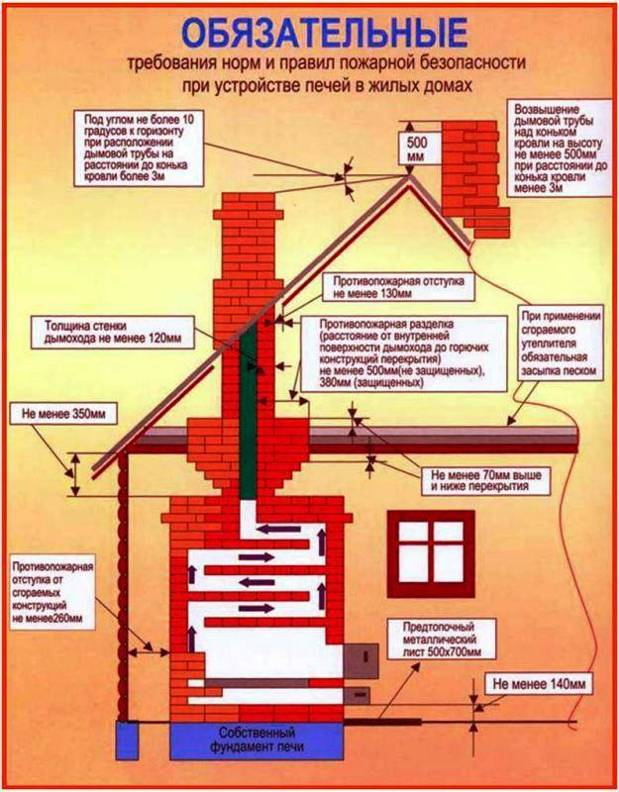 ОБЯЗАТЕЛЬНЫЕ
требования норм и правил пожарной безопасности
при устройстве печей в жилых домах
Под углом не более 10
градусов к горизонту
при расположении
дымовой трубы на
расстоянии до конька
кровли более 3м
500
мм
Возвышение
дымовой трубы
над коньком
кровли на высоту
не менее 500мм
при расстоянии до
конька кровли
менее 3м
Противопожарная отступка
не менее 130мм
Толщина стенки
дымохода не менее 120мм
Противопожарная разделка
(расстояние от внутренней
поверхности дымохода до горючих
конструкций перекрытия)
не менее 500мм(не защищенных),
380мм (защищенных)
При применении
сгораемого
утеплителя
обязательная
засыпка песком
Не менее 350мм
Не менее 70мм выше
и ниже перекрытия
Противопожарная
отступка от
сгораемых
конструкций
не менее260мм
Предтопочный
металлический
лист 500х700мм
Не менее 140мм
Собственный
фундамент печи